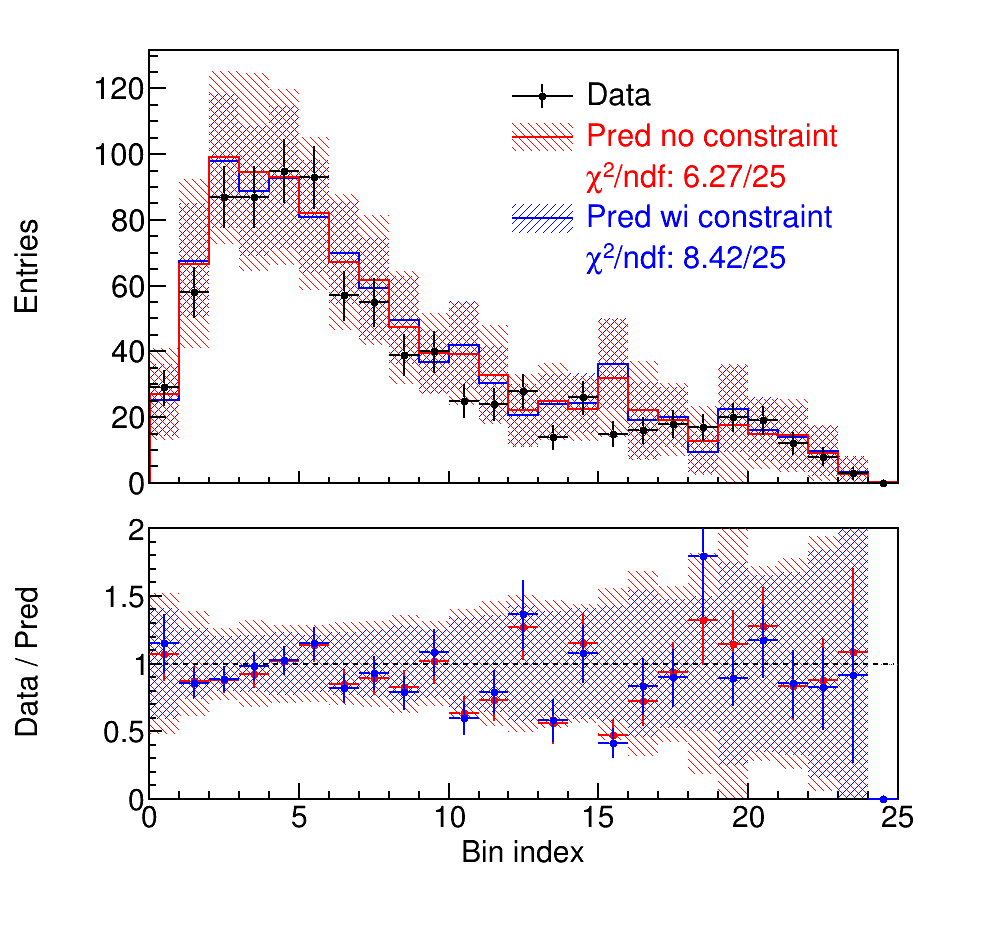 Entries
120
100
80
60
40
20
0
Data
Pred no constraint
χ²/ndf: 6.27/25
Pred wi constraint
χ²/ndf: 8.42/25
Data / Pred
2
1.5
1
0.5
0
0 5 10 15 20 25
Bin index